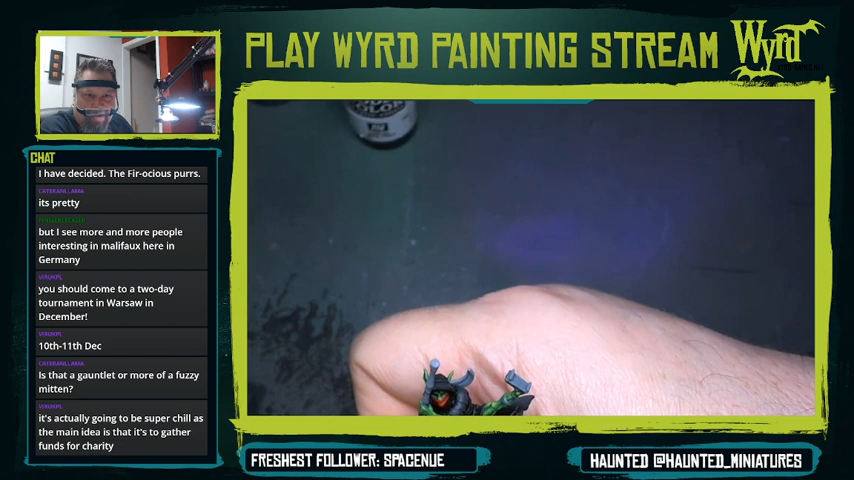 PLAY WYRD PAINTING STREAM
Wyrd
CHAT
I have decided. The Fir-ocious purrs.
its pretty
but I see more and more people
interesting in malifaux here in
Germany
you should come to a two-day
tournament in Warsaw in
December!
10th-11th Dec
Is that a gauntlet or more of a fuzzy
mitten?
it's actually going to be super chill as
the main idea is that it's to gather
funds for charity
FRESHEST FOLLOWER: SPACENUE
HAUNTED @HAUNTED_MINIATURES